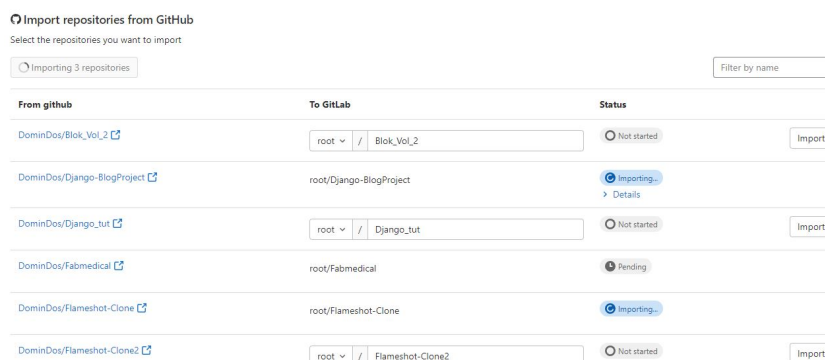 Import repositories from GitHub
Select the repositories you want to import
Importing 3 repositories
Filter by name
From github To GitLab Status
DominDos/Blok_Vol_2 root / Blok_Vol_2 Not started Import
DominDos/Django-BlogProject root/Django-BlogProject Importing...
Details
DominDos/Django_tut root / Django_tut Not started Import
DominDos/Fabmedical root/Fabmedical Pending
DominDos/Flameshot-Clone root/Flameshot-Clone Importing...
DominDos/Flameshot-Clone2 root / Flameshot-Clone2 Not started Import